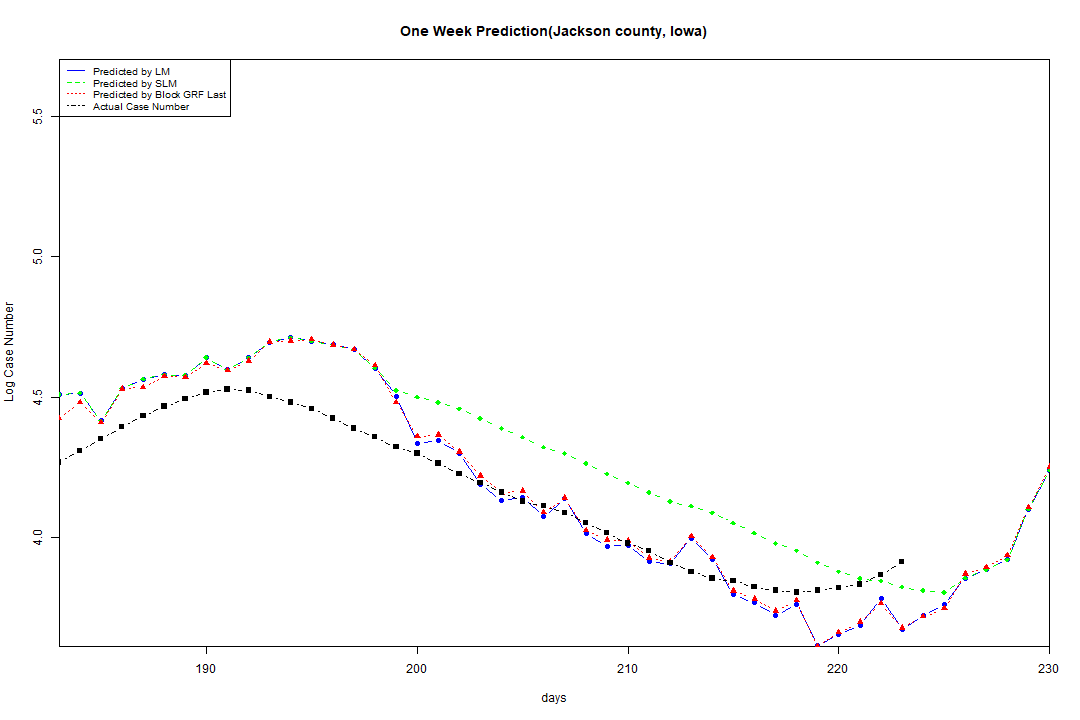 One Week Prediction(Jackson county, Iowa)
Predicted by LM
Predicted by SLM
Predicted by Block GRF Last
Actual Case Number
5.5
5.0
4.5
4.0
Log Case Number
190
200
210
220
230
days